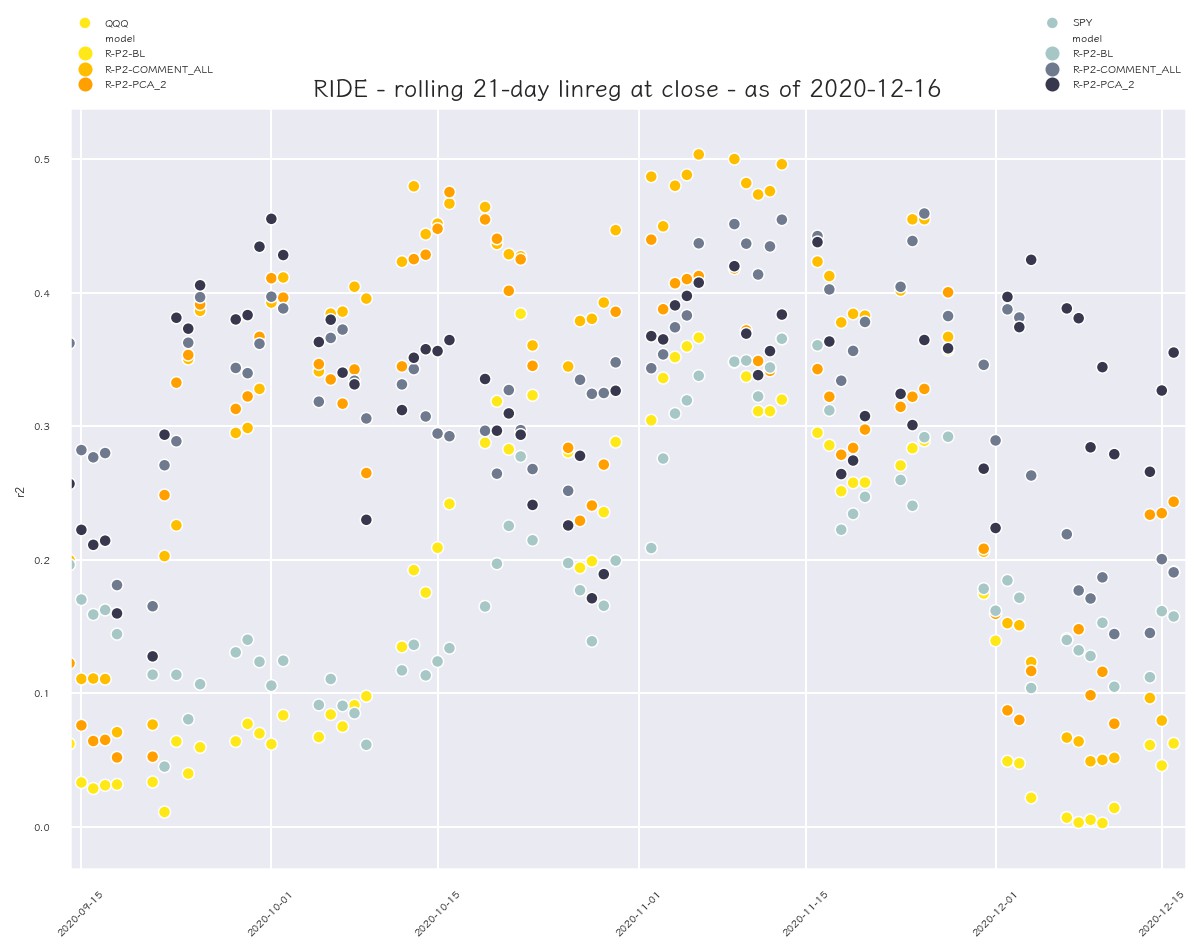 QQQ
model
R-P2-BL
R-P2-COMMENT_ALL
R-P2-PCA_2
SPY
model
R-P2-BL
R-P2-COMMENT_ALL
R-P2-PCA_2
RIDE - rolling 21-day linreg at close - as of 2020-12-16
0.5
0.4
0.3
0.2
0.1
0.0
r2
2020-09-15
2020-10-01
2020-10-15
2020-11-01
2020-11-15
2020-12-01
2020-12-15